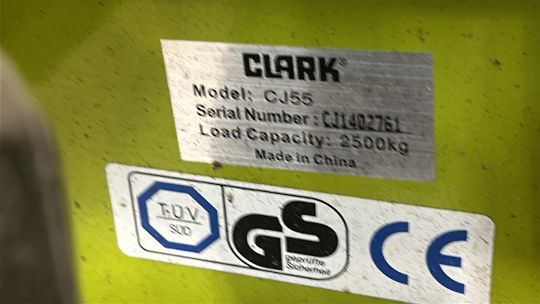 CLARK®
Model: CJ55
Serial Number: CJ1402761
Load Capacity: 2500kg
Made in China
TÜV
SÜD
GS
geprüfte
Sicherheit
CE